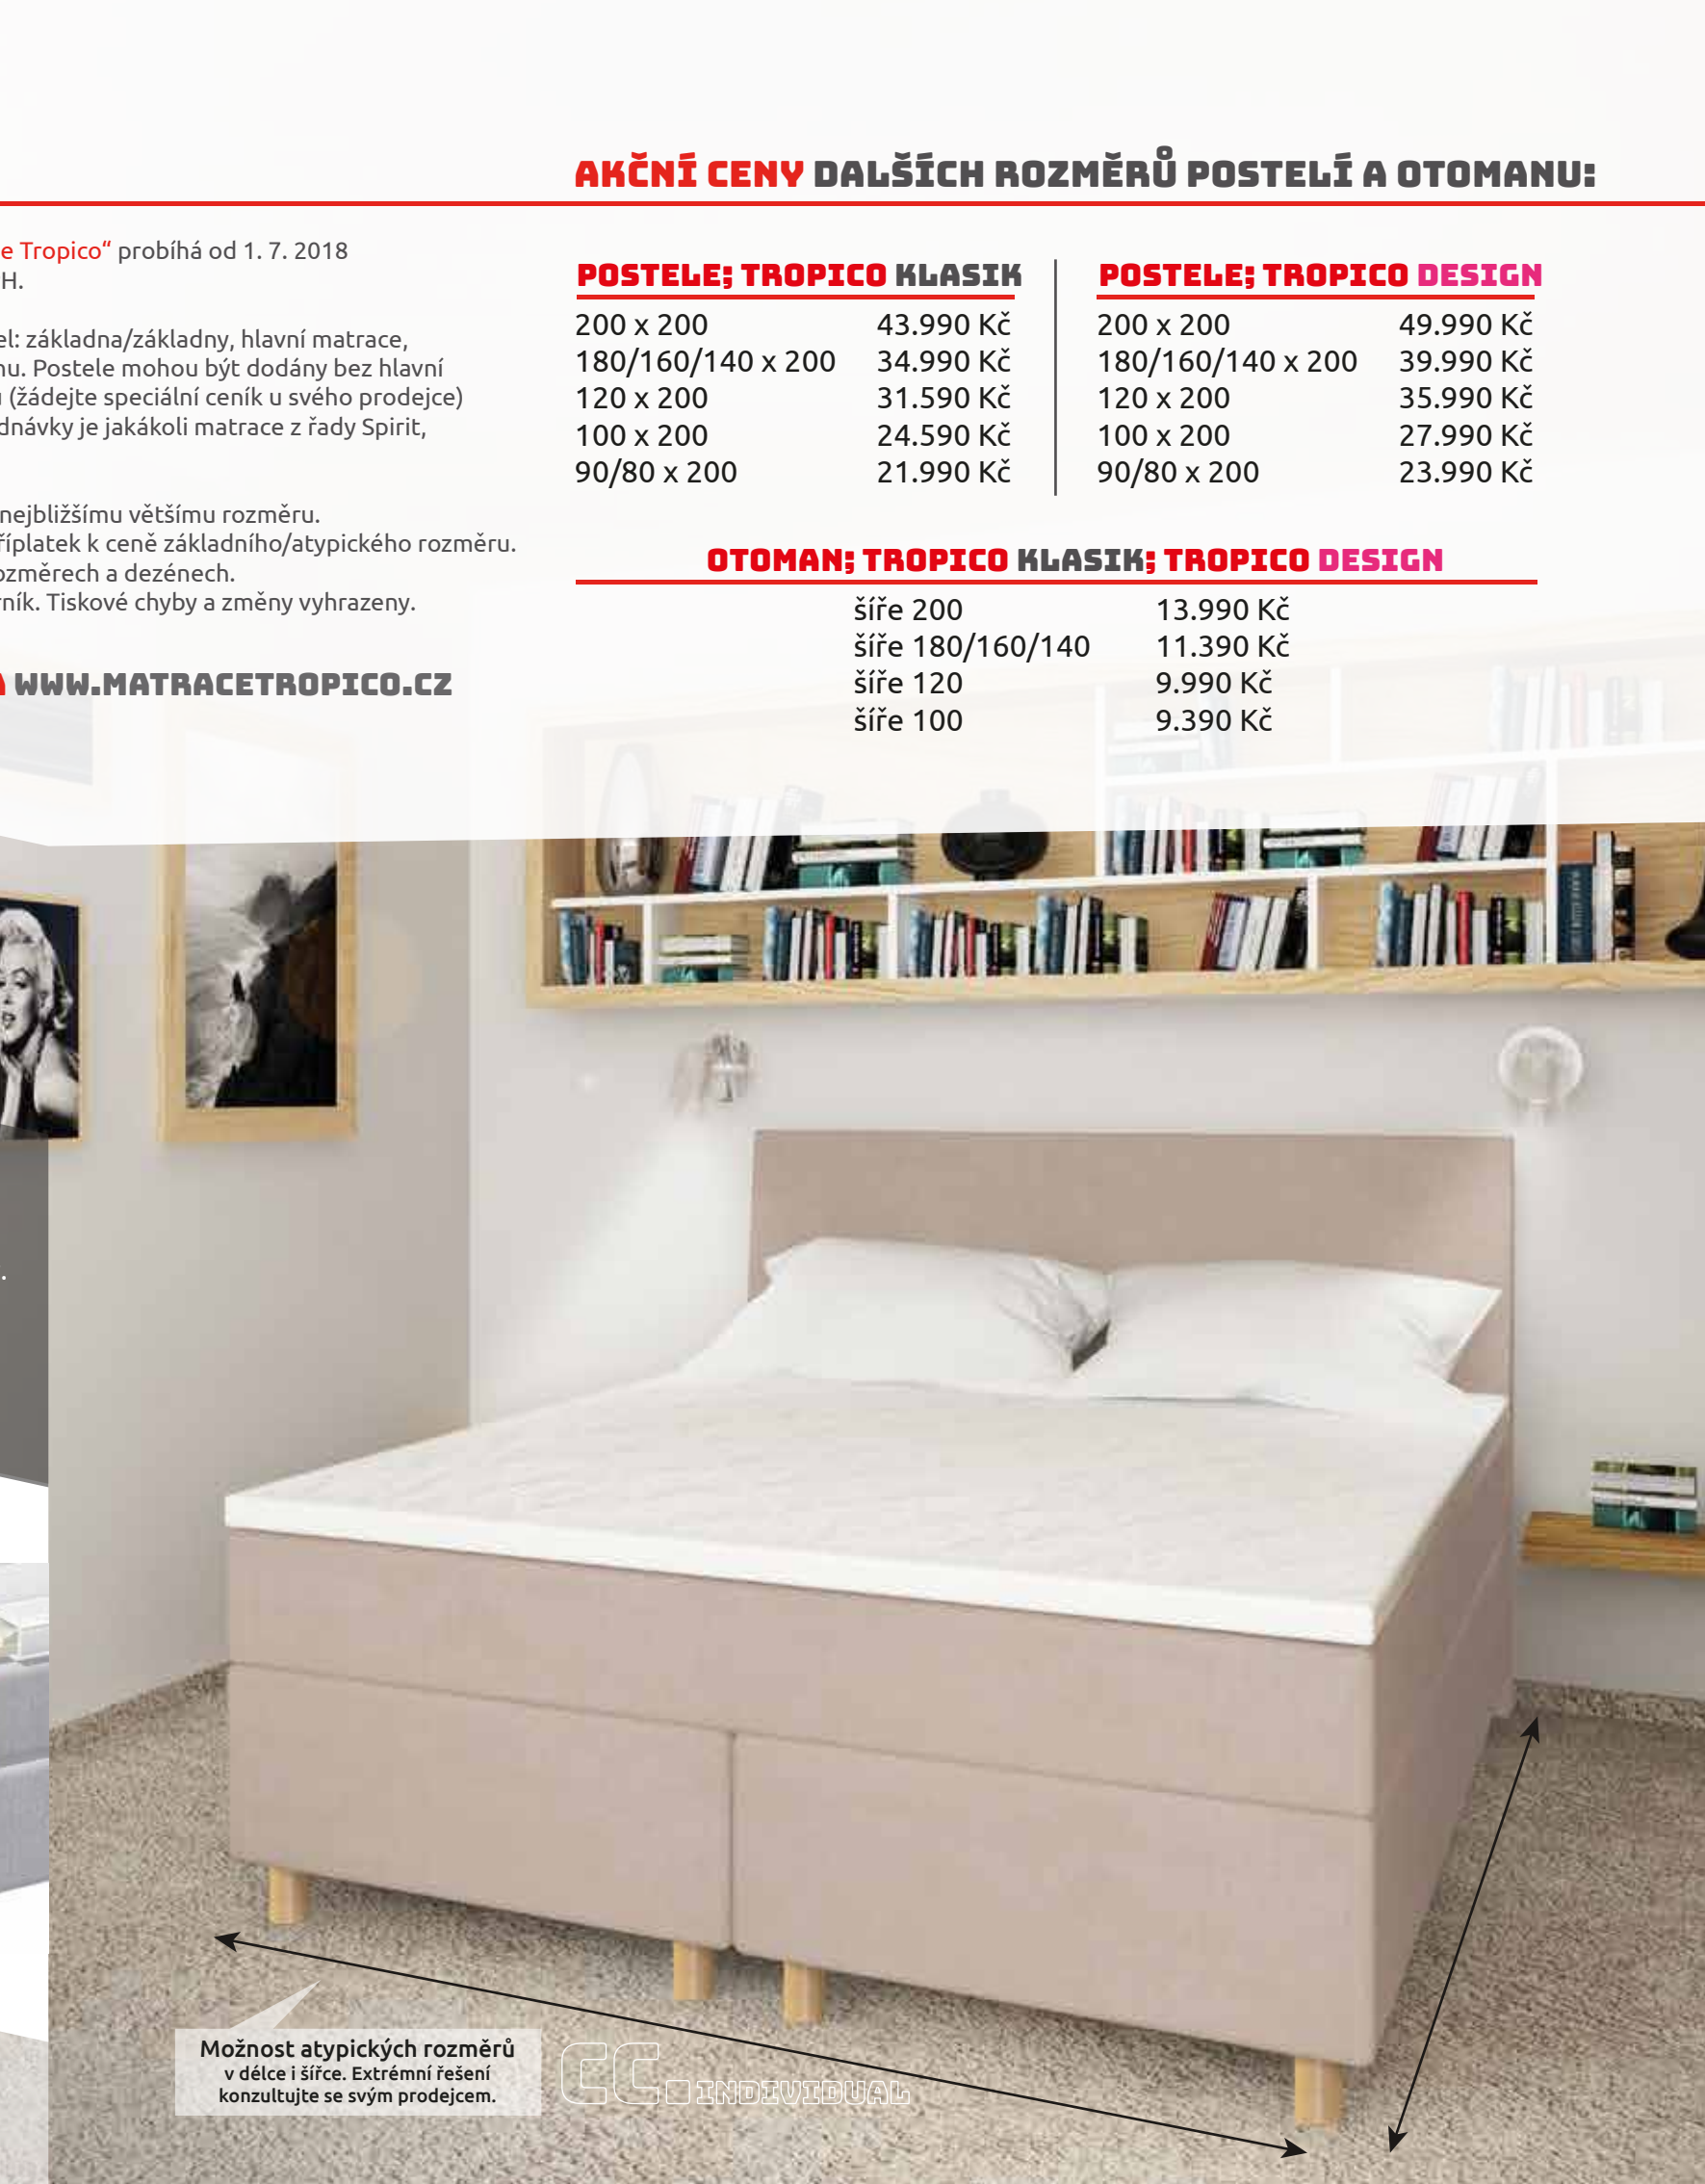 AKČNÍ CENY DALŠÍCH ROZMĚRŮ POSTELÍ A OTOMANU:
e Tropico“ probíhá od 1. 7. 2018
H.
el: základna/základny, hlavní matrace,
nu. Postele mohou být dodány bez hlavní
(žádejte speciální ceník u svého prodejce)
dnávky je jakákoli matrace z řady Spirit,
nejbližšímu většímu rozměru.
říplatek k ceně základního/atypického rozměru.
ozměrech a dezénech.
rník. Tiskové chyby a změny vyhrazeny.
WWW.MATRACETROPICO.CZ
POSTELE; TROPICO KLASIK
200 x 200 43.990 Kč
180/160/140 x 200 34.990 Kč
120 x 200 31.590 Kč
100 x 200 24.590 Kč
90/80 x 200 21.990 Kč
POSTELE; TROPICO DESIGN
200 x 200 49.990 Kč
180/160/140 x 200 39.990 Kč
120 x 200 35.990 Kč
100 x 200 27.990 Kč
90/80 x 200 23.990 Kč
OTOMAN; TROPICO KLASIK; TROPICO DESIGN
šíře 200 13.990 Kč
šíře 180/160/140 11.390 Kč
šíře 120 9.990 Kč
šíře 100 9.390 Kč
Možnost atypických rozměrů
v délce i šířce. Extrémní řešení
konzultujte se svým prodejcem.
CC.INDIVIDUAL